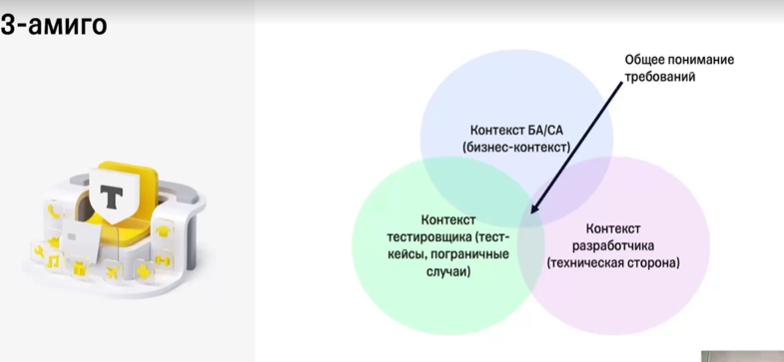 3-амиго
Общее понимание
требований
Контекст БА/СА
(бизнес-контекст)
Контекст
тестировщика (тест-
кейсы, пограничные
случаи)
Контекст
разработчика
(техническая сторона)
Т